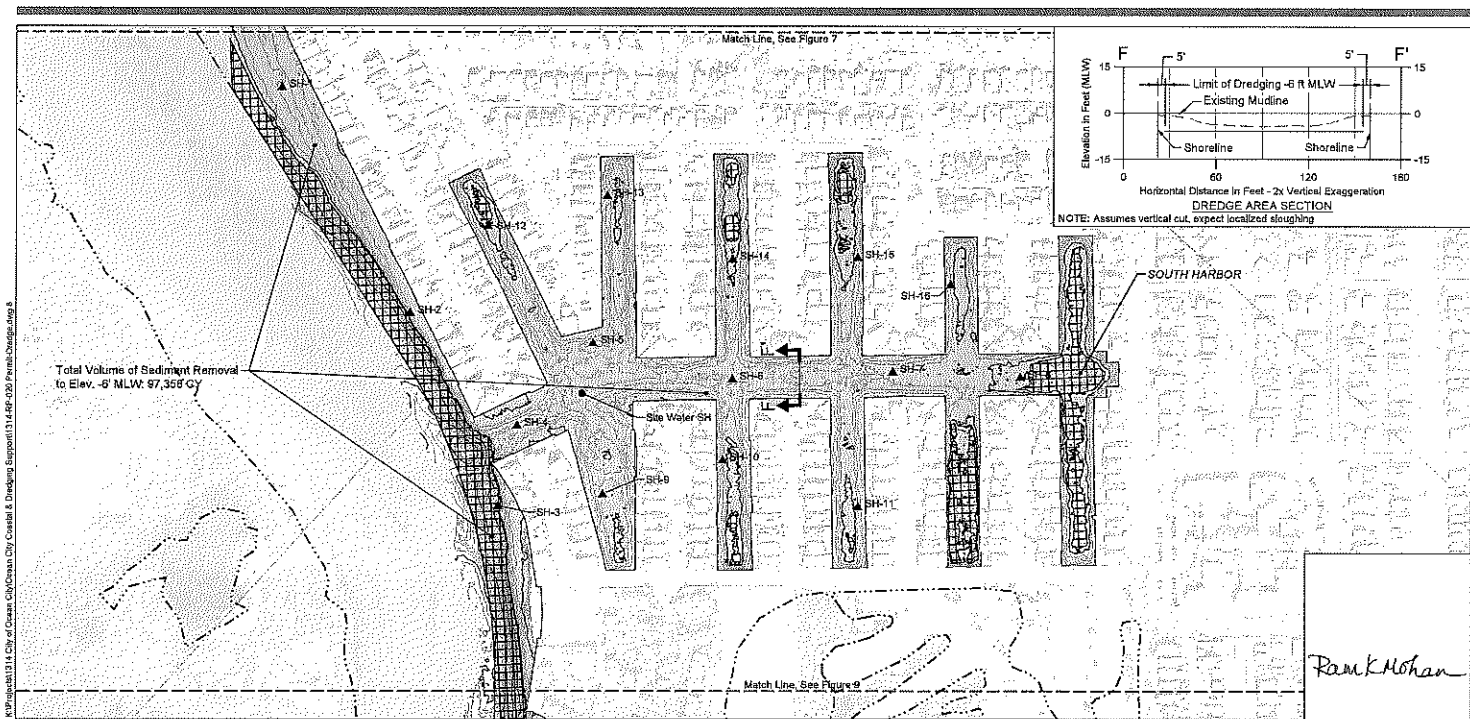 Match Line, See Figure 7
F
F'
5'
5'
15
15
Limit of Dredging -6 ft MLW
Existing Mudline
0
0
Shoreline
Shoreline
-15
-15
Elevation in Feet (MLW)
0
60
120
180
Horizontal Distance in Feet - 2x Vertical Exaggeration
DREDGE AREA SECTION
NOTE: Assumes vertical cut, expect localized sloughing
SH-1
SH-13
SH-12
SH-14
SH-15
SOUTH HARBOR
SH-16
SH-2
SH-5
F'
Total Volume of Sediment Removal
to Elev. -6' MLW: 97,356 CY
SH-6
SH-7
SH-8
F
Site Water SH
SH-4
SH-10
SH-9
SH-3
SH-11
Ram K Mohan
Match Line, See Figure 9